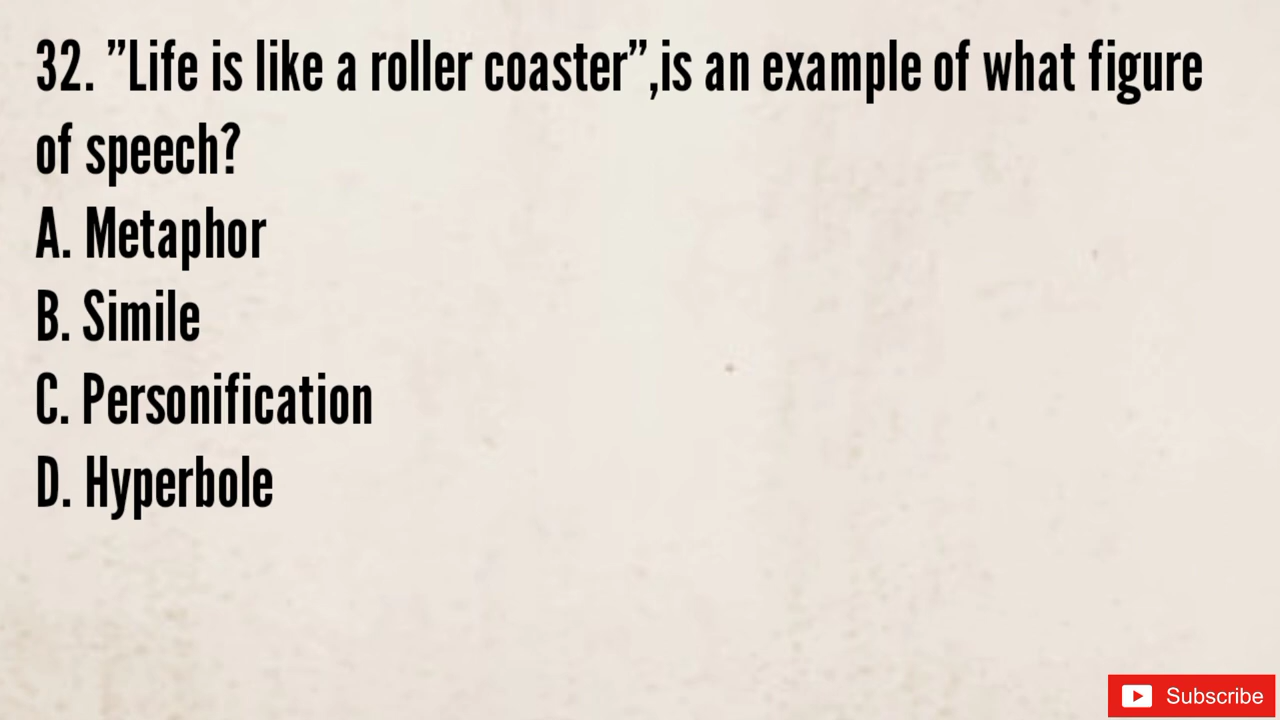 32. ”Life is like a roller coaster”,is an example of what figure
of speech?
A. Metaphor
B. Simile
C. Personification
D. Hyperbole
Subscribe